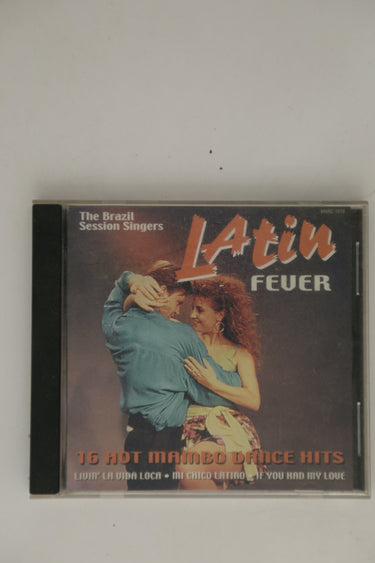 The Brazil
Session Singers
LAtin
FEVER
16 HOT MAMBO DANCE HITS
LIVIN' LA VIDA LOCA • MI CHICO LATINO • IF YOU HAD MY LOVE